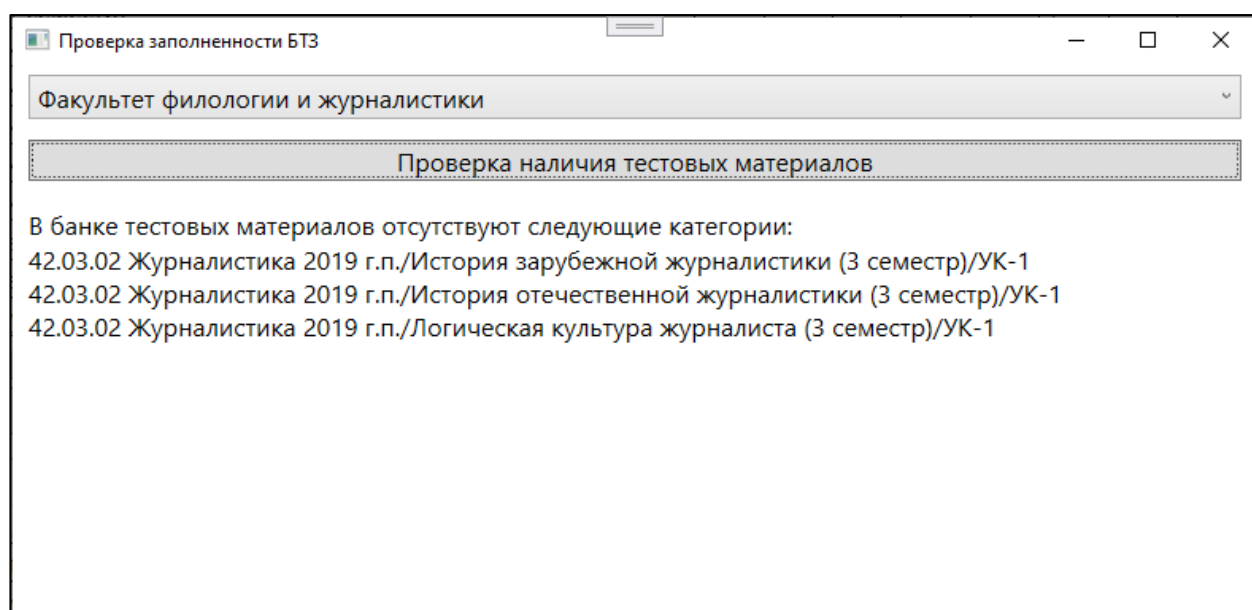 Проверка заполненности БТЗ
Факультет филологии и журналистики
Проверка наличия тестовых материалов
В банке тестовых материалов отсутствуют следующие категории:
42.03.02 Журналистика 2019 г.п./История зарубежной журналистики (3 семестр)/УК-1
42.03.02 Журналистика 2019 г.п./История отечественной журналистики (3 семестр)/УК-1
42.03.02 Журналистика 2019 г.п./Логическая культура журналиста (3 семестр)/УК-1